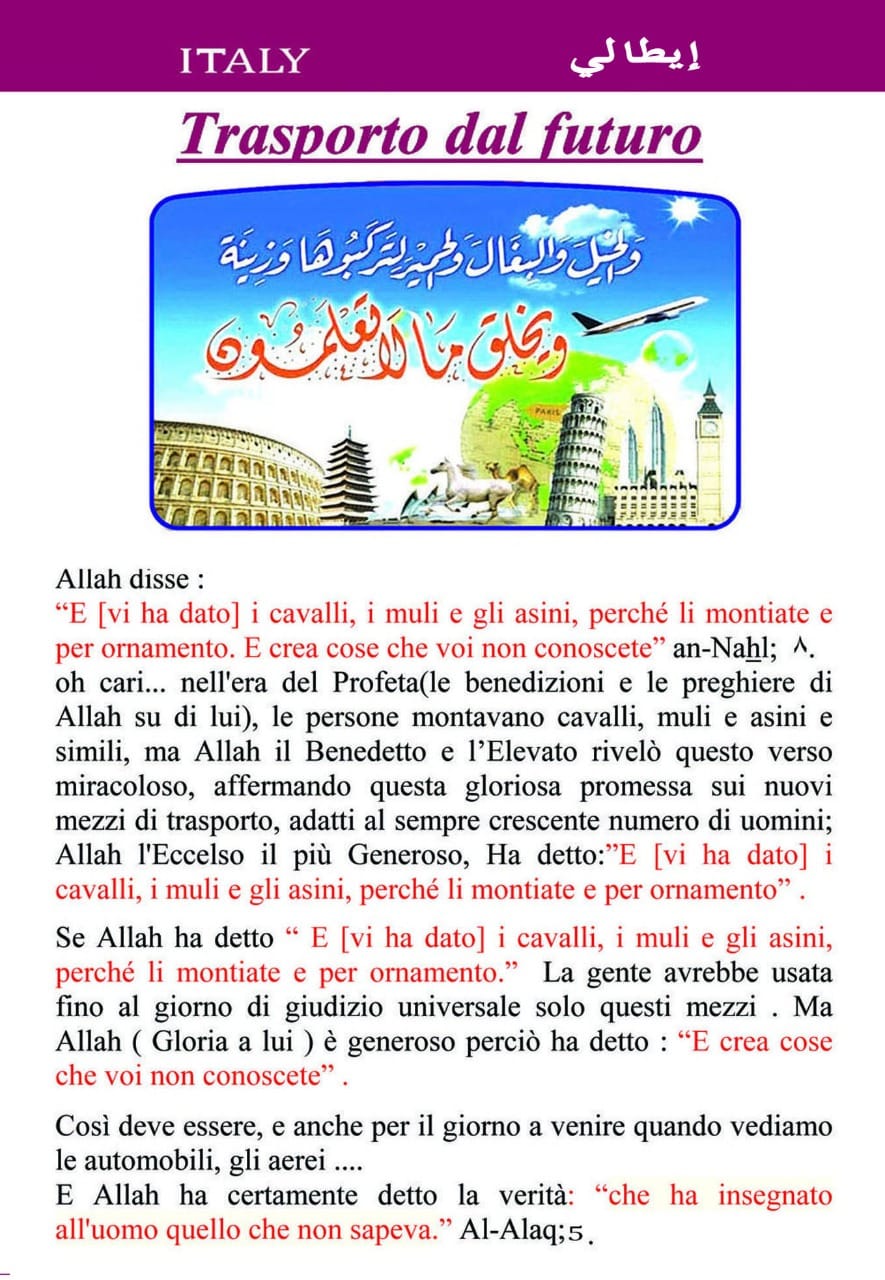 ITALY إيطالي
Trasporto dal futuro
وَالْخَيْلَ وَالْبِغَالَ وَالْحَمِيرَ لِتَرْكَبُوهَا وَزِينَةً
ويخلق ما لا تعلمون
PARIS
Allah disse :
“E [vi ha dato] i cavalli, i muli e gli asini, perché li montiate e
per ornamento. E crea cose che voi non conoscete” an-Nahl; ٨.
oh cari... nell'era del Profeta(le benedizioni e le preghiere di
Allah su di lui), le persone montavano cavalli, muli e asini e
simili, ma Allah il Benedetto e l’Elevato rivelò questo verso
miracoloso, affermando questa gloriosa promessa sui nuovi
mezzi di trasporto, adatti al sempre crescente numero di uomini;
Allah l'Eccelso il più Generoso, Ha detto:”E [vi ha dato] i
cavalli, i muli e gli asini, perché li montiate e per ornamento” .
Se Allah ha detto “ E [vi ha dato] i cavalli, i muli e gli asini,
perché li montiate e per ornamento.” La gente avrebbe usata
fino al giorno di giudizio universale solo questi mezzi . Ma
Allah ( Gloria a lui ) è generoso perciò ha detto : “E crea cose
che voi non conoscete” .
Così deve essere, e anche per il giorno a venire quando vediamo
le automobili, gli aerei ....
E Allah ha certamente detto la verità: “che ha insegnato
all'uomo quello che non sapeva.” Al-Alaq;5 .